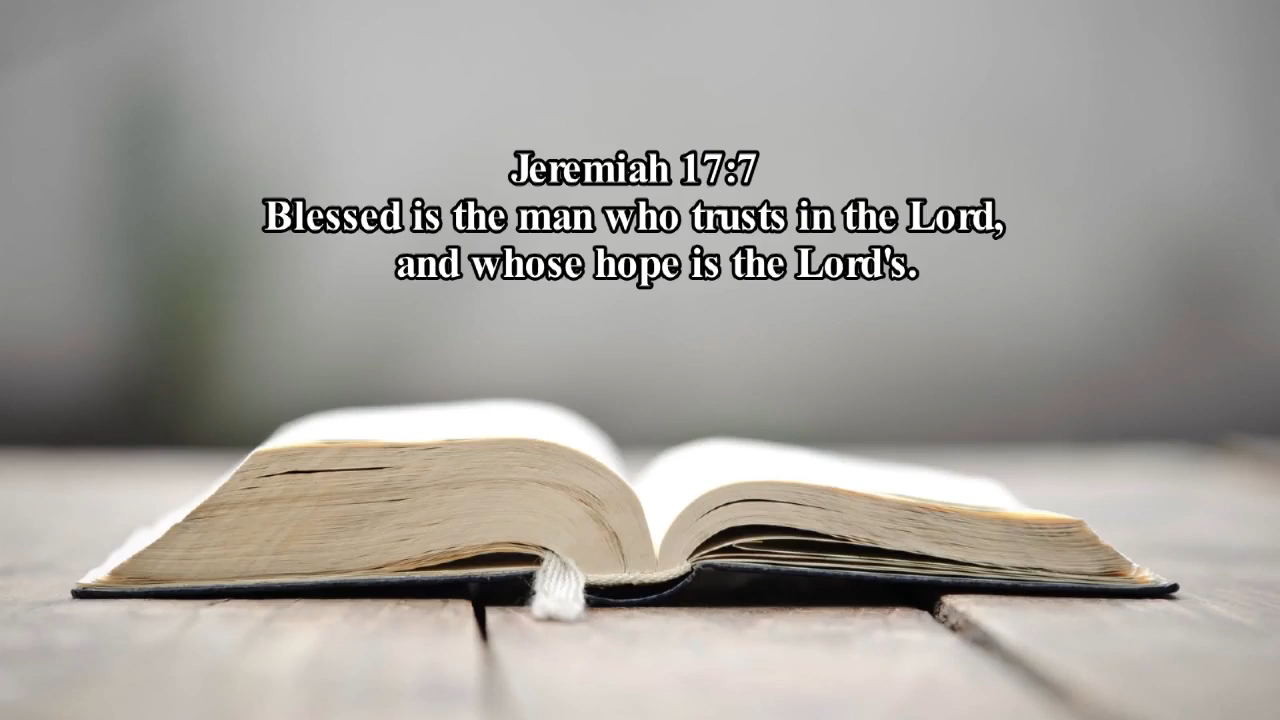 Jeremiah 17:7
Blessed is the man who trusts in the Lord,
and whose hope is the Lord's.